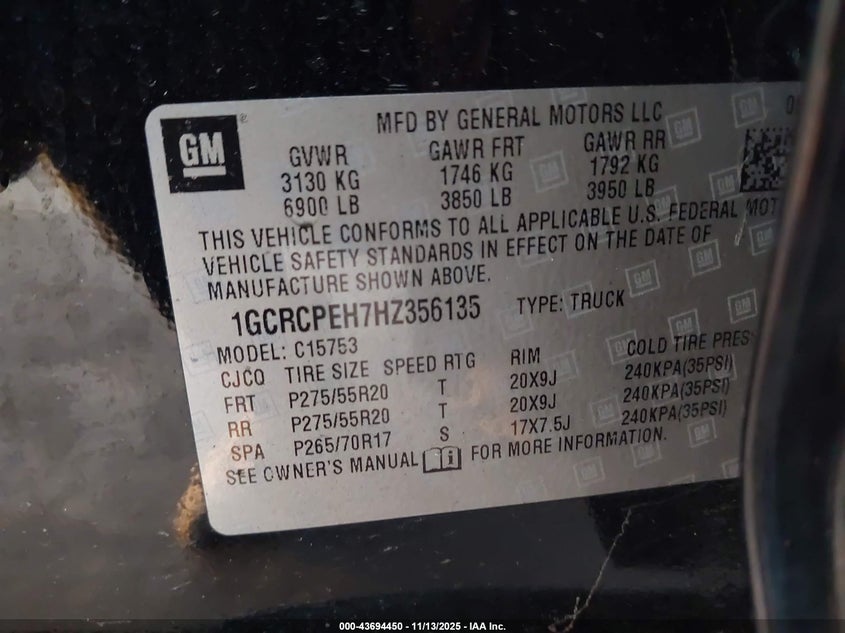 GM
MFD BY GENERAL MOTORS LLC
GVWR GAWR FRT GAWR RR
3130 KG 1746 KG 1792 KG
6900 LB 3850 LB 3950 LB
THIS VEHICLE CONFORMS TO ALL APPLICABLE U.S. FEDERAL MOT
VEHICLE SAFETY STANDARDS IN EFFECT ON THE DATE OF
MANUFACTURE SHOWN ABOVE.
1GCRCPEH7HZ356135 TYPE: TRUCK
MODEL: C15753
CJCQ TIRE SIZE SPEED RTG RIM COLD TIRE PRES
FRT P275/55R20 T 20X9J 240KPA(35PSI)
RR P275/55R20 T 20X9J 240KPA(35PSI)
SPA P265/70R17 S 17X7.5J 240KPA(35PSI)
SEE OWNER'S MANUAL FOR MORE INFORMATION.
000-43694450 - 11/13/2025 - IAA Inc.